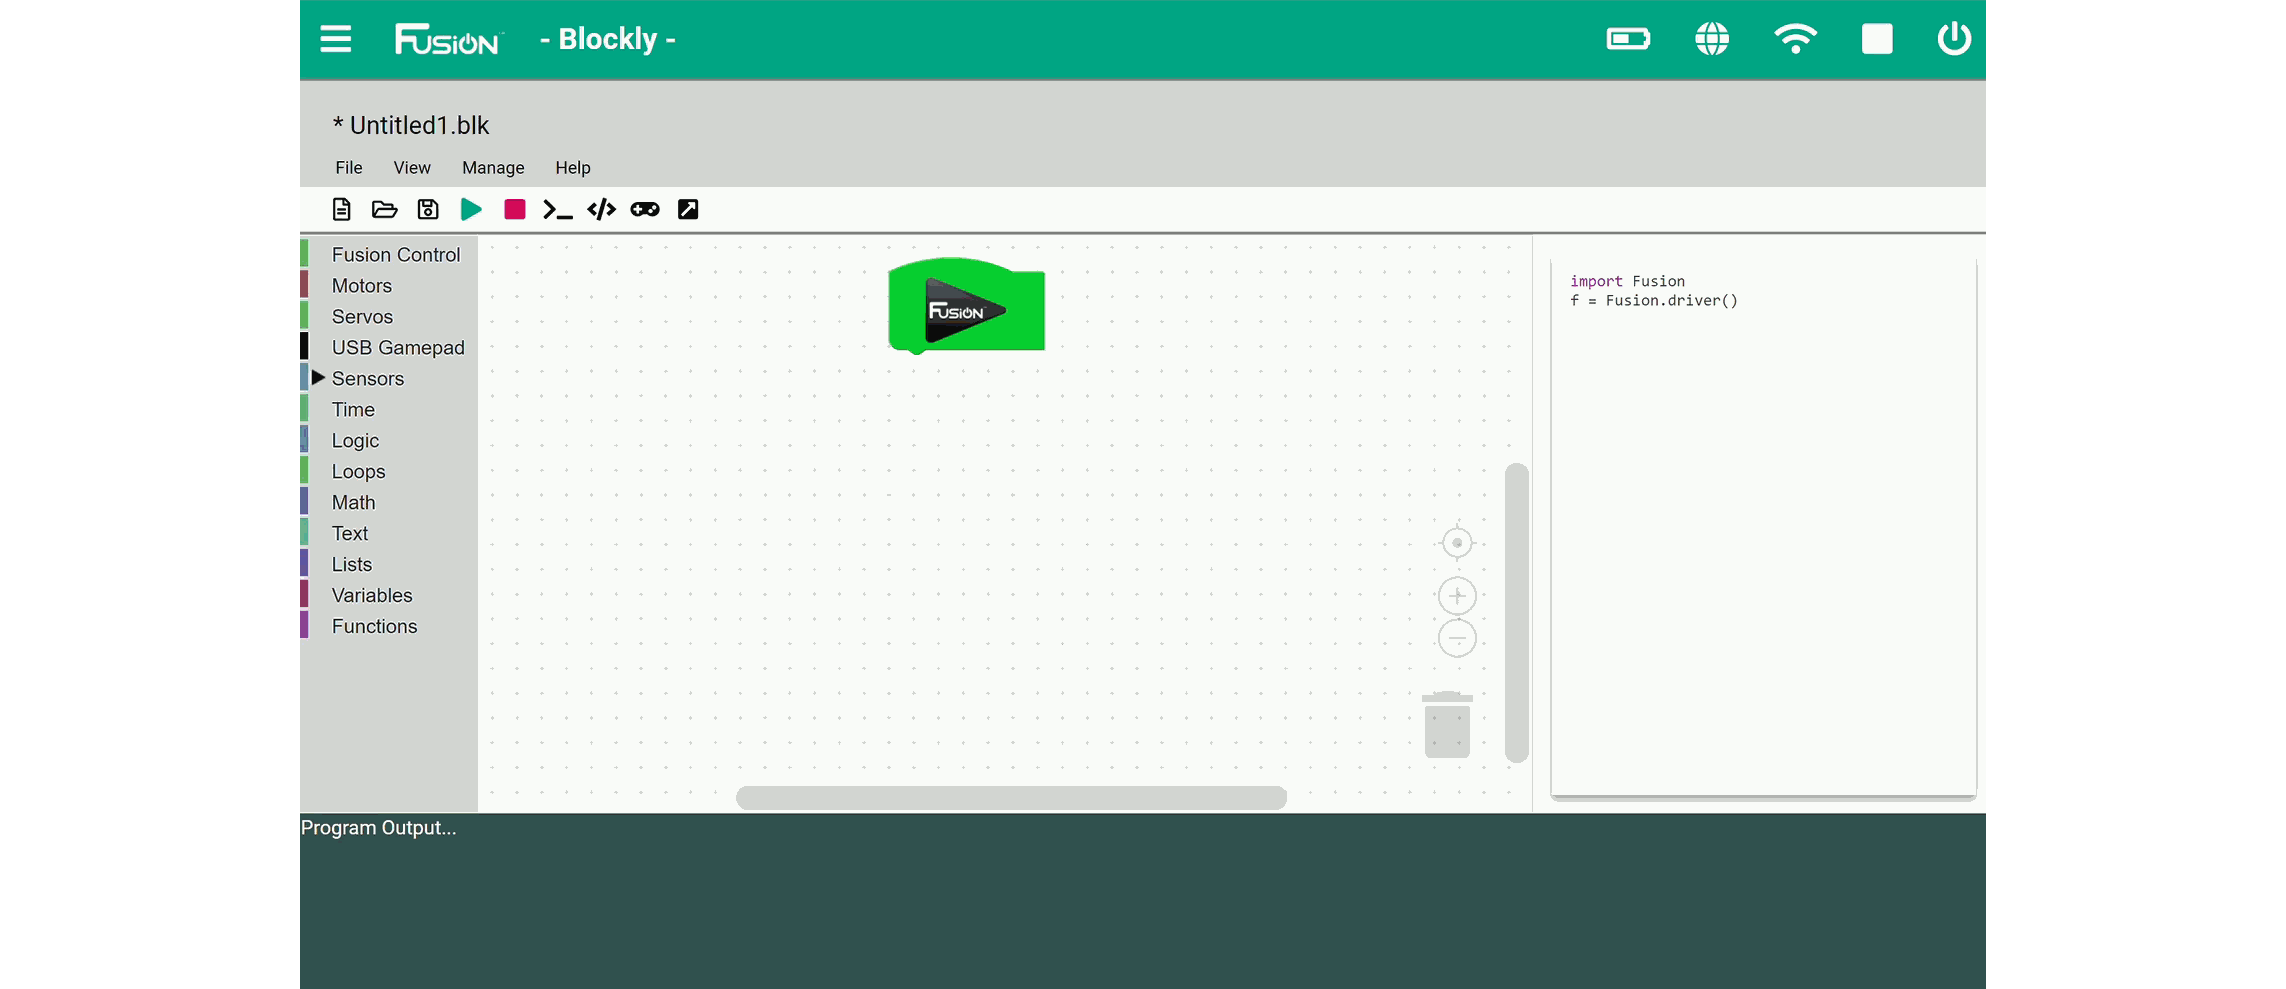 FUSiON - Blockly -
* Untitled1.blk
File View Manage Help
Fusion Control
Motors
Servos
USB Gamepad
Sensors
Time
Logic
Loops
Math
Text
Lists
Variables
Functions
FUSiON
import Fusion
f = Fusion.driver()
Program Output...